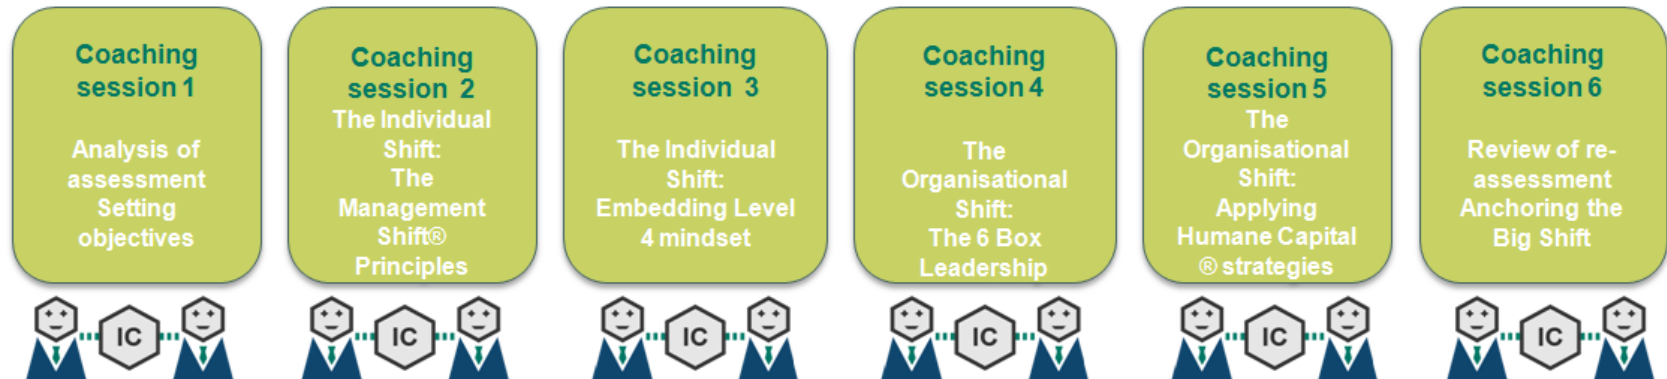 Coaching
session 1
Analysis of
assessment
Setting
objectives
IC
Coaching
session 2
The Individual
Shift:
The
Management
Shift®
Principles
IC
Coaching
session 3
The Individual
Shift:
Embedding Level
4 mindset
IC
Coaching
session 4
The
Organisational
Shift:
The 6 Box
Leadership
IC
Coaching
session 5
The
Organisational
Shift:
Applying
Humane Capital
® strategies
IC
Coaching
session 6
Review of re-
assessment
Anchoring the
Big Shift
IC